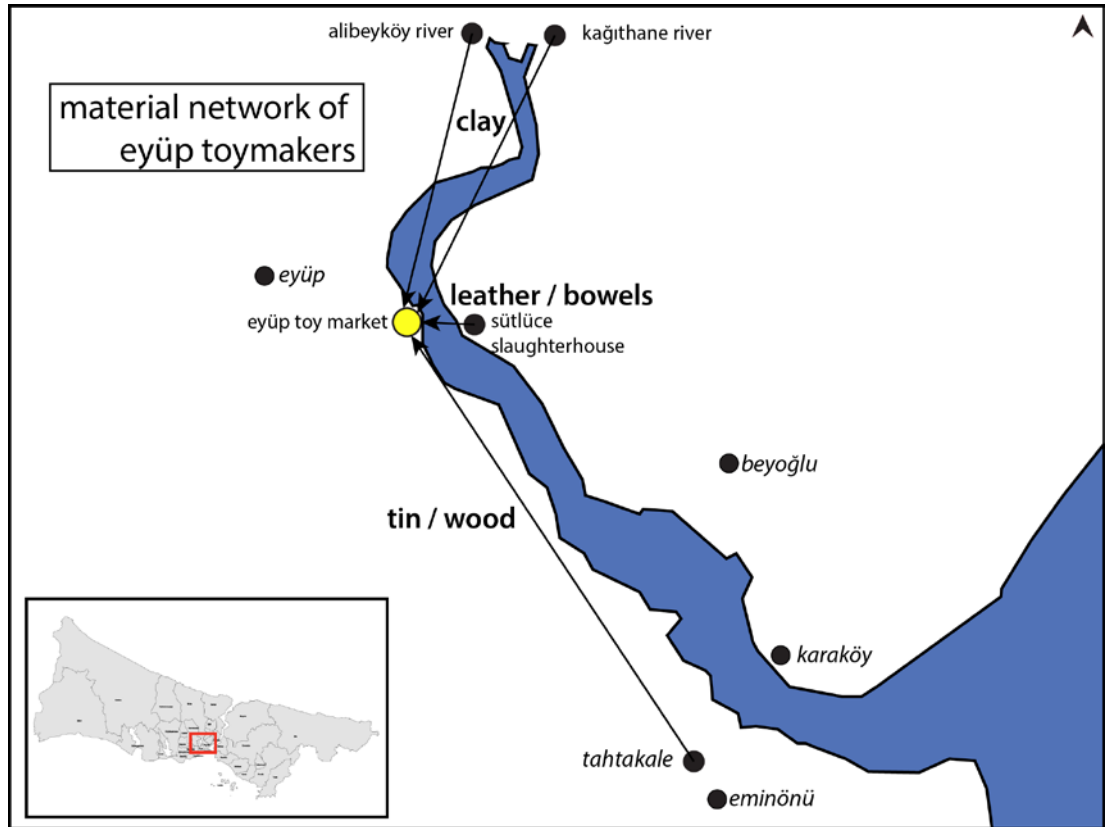 alibeyköy river
kağıthane river
material network of
eyüp toymakers
clay
eyüp
leather / bowels
eyüp toy market
sütlüce
slaughterhouse
beyoğlu
tin / wood
karaköy
tahtakale
eminönü